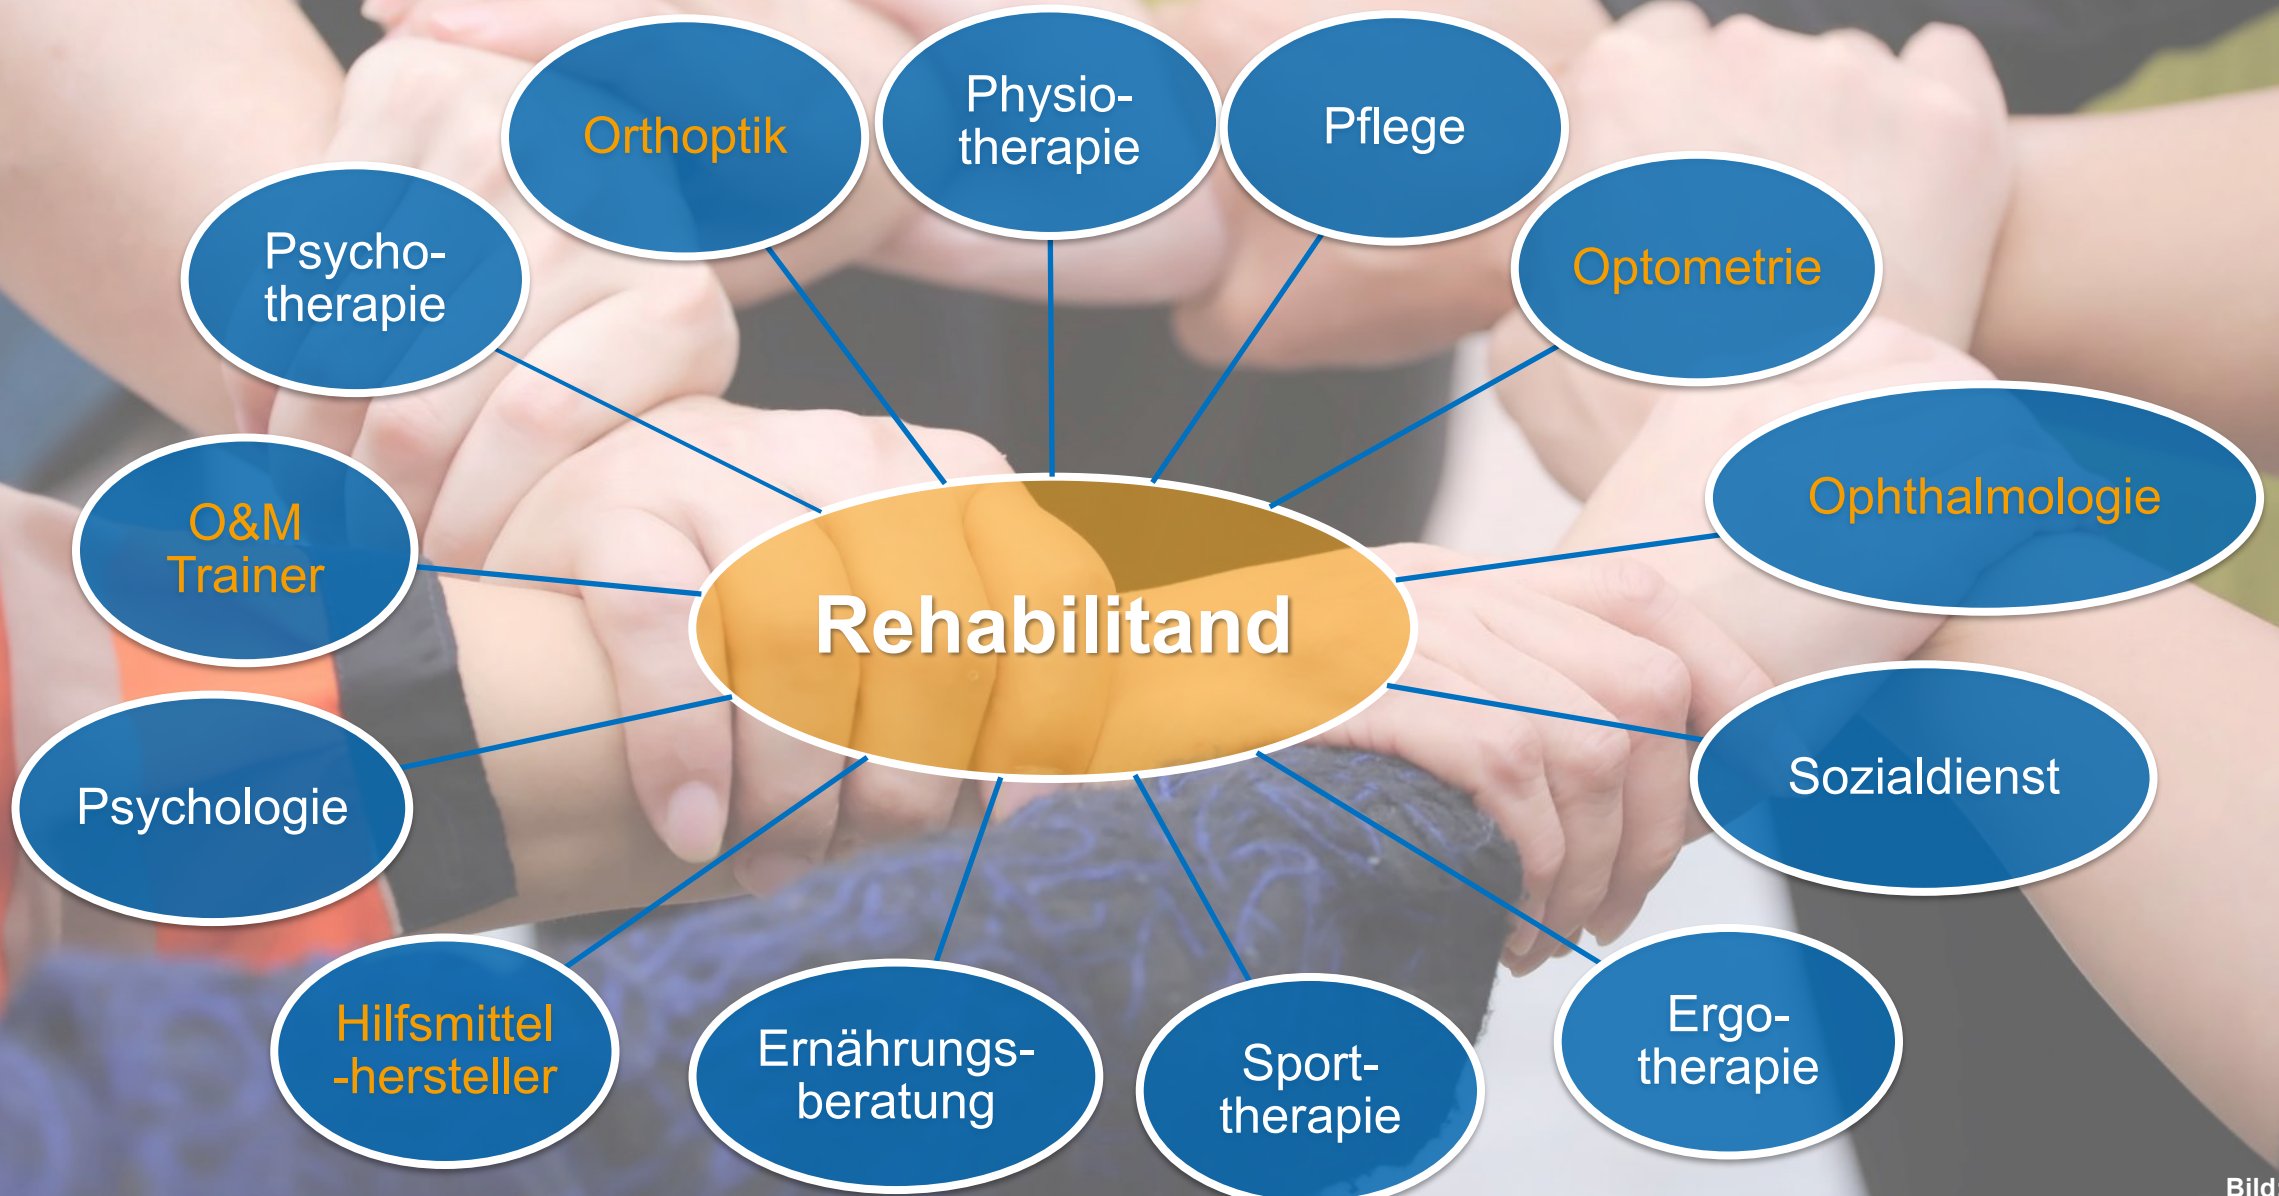 Orthoptik
Physio-
therapie
Pflege
Psycho-
therapie
Optometrie
O&M
Trainer
Ophthalmologie
Rehabilitand
Psychologie
Sozialdienst
Hilfsmittel
-hersteller
Ernährungs-
beratung
Sport-
therapie
Ergo-
therapie
Bild